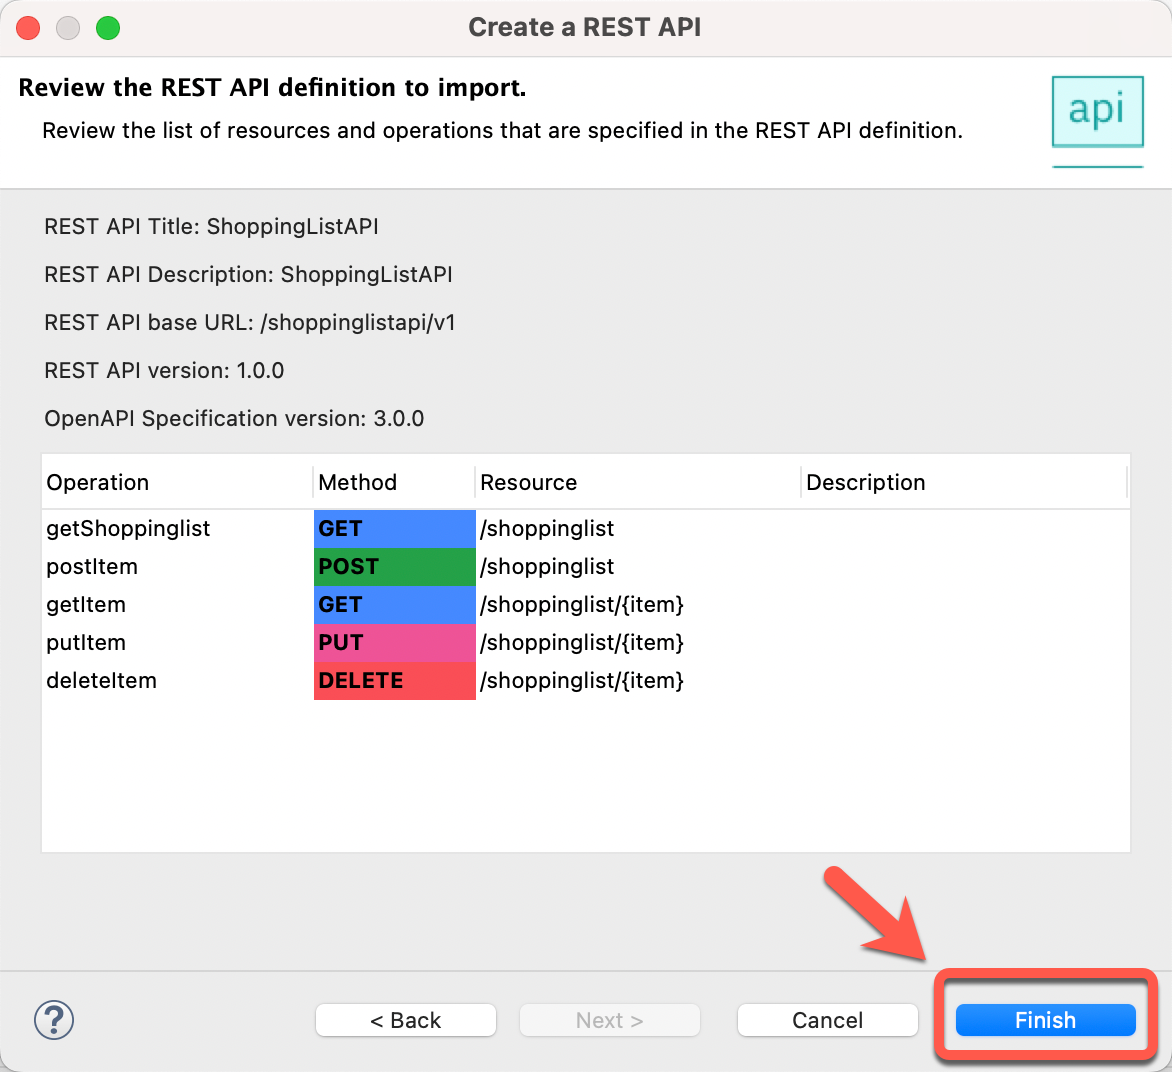 Create a REST API
Review the REST API definition to import.
Review the list of resources and operations that are specified in the REST API definition.
api
REST API Title: ShoppingListAPI
REST API Description: ShoppingListAPI
REST API base URL: /shoppinglistapi/v1
REST API version: 1.0.0
OpenAPI Specification version: 3.0.0
Operation Method Resource Description
getShoppinglist GET /shoppinglist
postItem POST /shoppinglist
getItem GET /shoppinglist/{item}
putItem PUT /shoppinglist/{item}
deleteItem DELETE /shoppinglist/{item}
? < Back Next > Cancel Finish